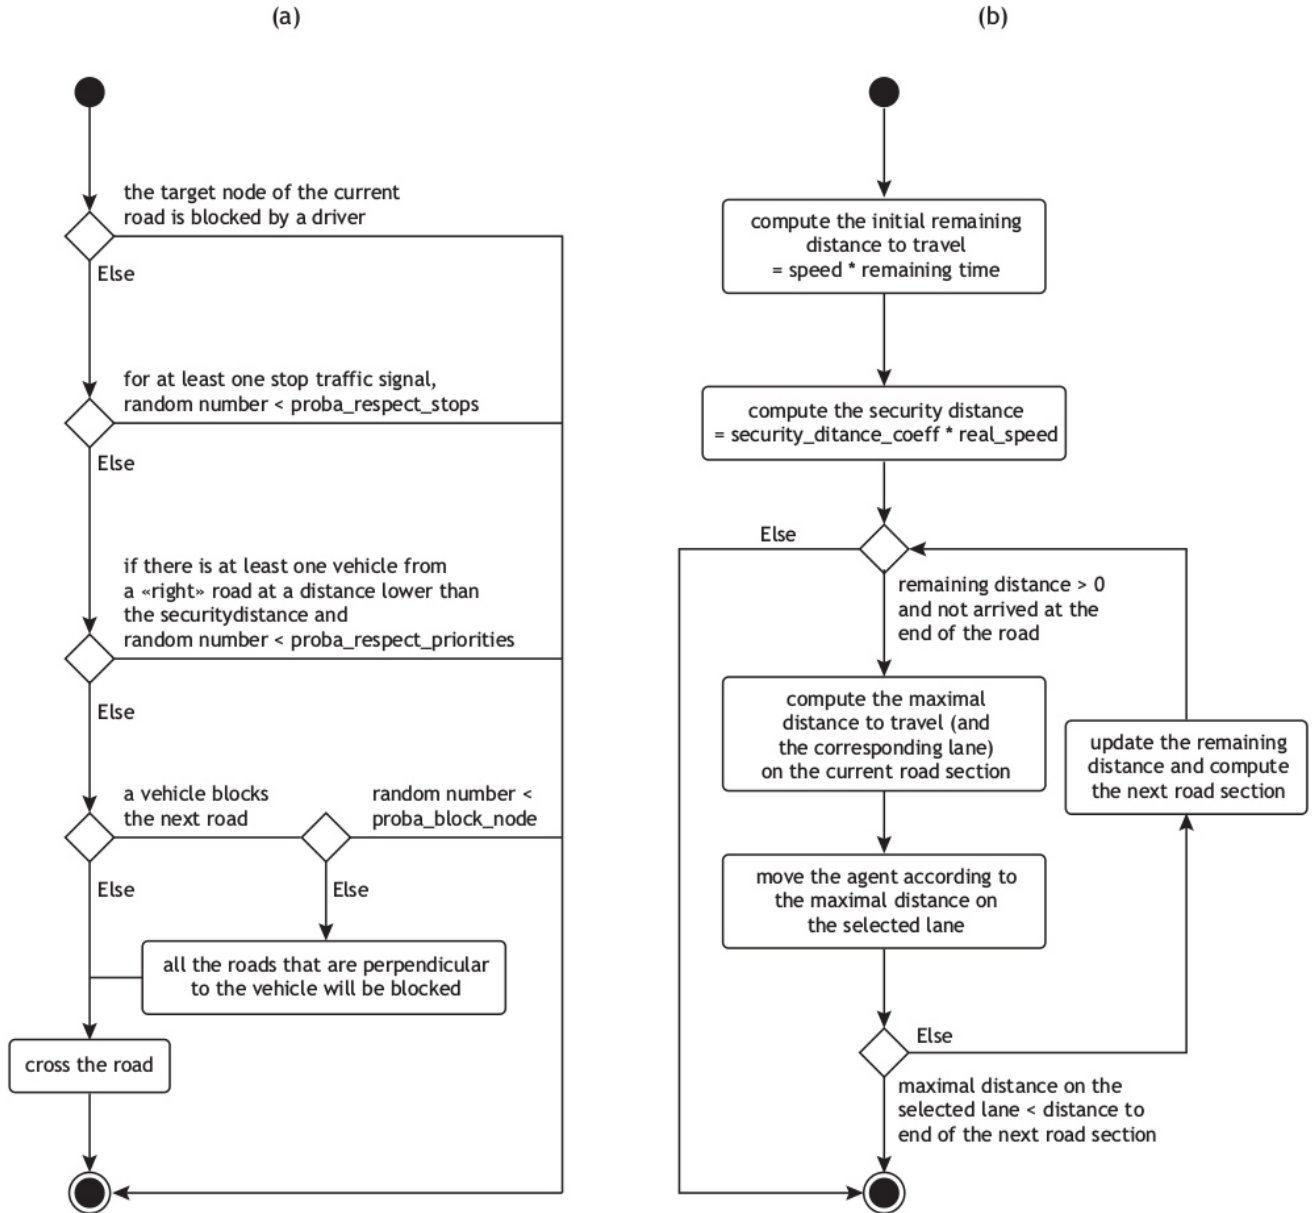 (a)
the target node of the current
road is blocked by a driver
Else
for at least one stop traffic signal,
random number < proba_respect_stops
Else
if there is at least one vehicle from
a «right» road at a distance lower than
the securitydistance and
random number < proba_respect_priorities
Else
a vehicle blocks
the next road
random number <
proba_block_node
Else
Else
all the roads that are perpendicular
to the vehicle will be blocked
cross the road
(b)
compute the initial remaining
distance to travel
= speed * remaining time
compute the security distance
= security_ditance_coeff * real_speed
Else
remaining distance > 0
and not arrived at the
end of the road
compute the maximal
distance to travel (and
the corresponding lane)
on the current road section
update the remaining
distance and compute
the next road section
move the agent according to
the maximal distance on
the selected lane
Else
maximal distance on the
selected lane < distance to
end of the next road section